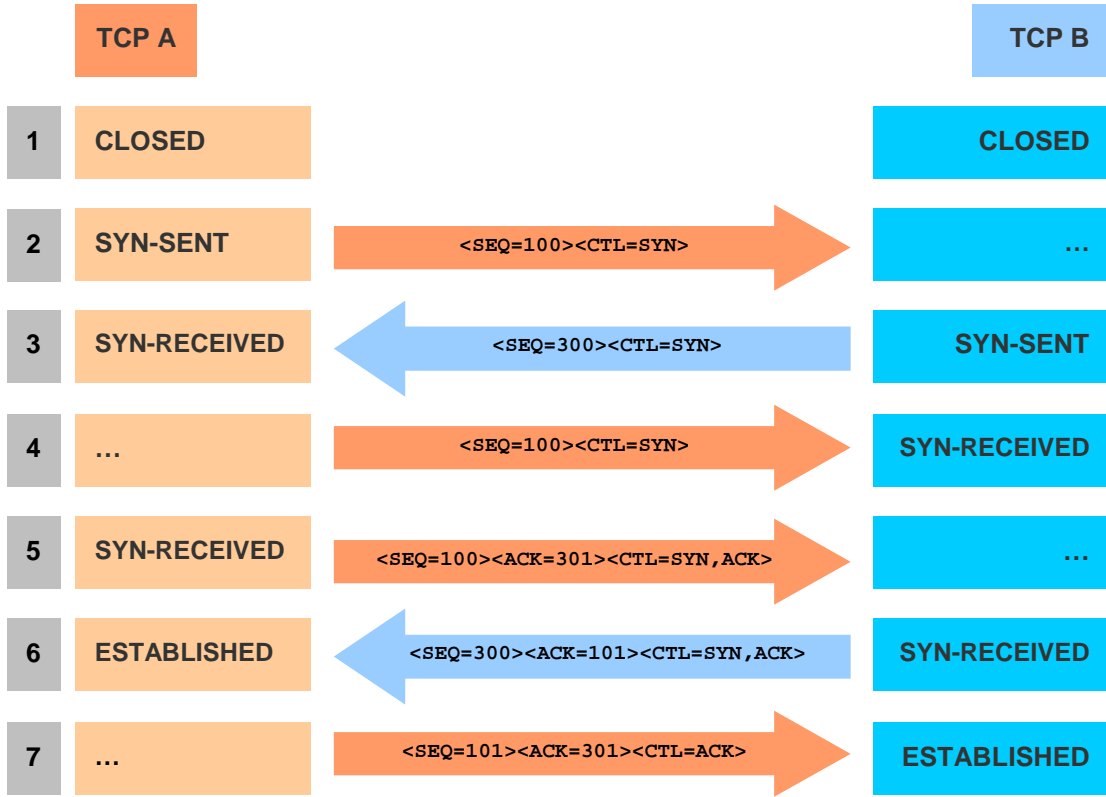 TCP A
TCP B
1
CLOSED
CLOSED
2
SYN-SENT
<SEQ=100><CTL=SYN>
...
3
SYN-RECEIVED
<SEQ=300><CTL=SYN>
SYN-SENT
4
...
<SEQ=100><CTL=SYN>
SYN-RECEIVED
5
SYN-RECEIVED
<SEQ=100><ACK=301><CTL=SYN,ACK>
...
6
ESTABLISHED
<SEQ=300><ACK=101><CTL=SYN,ACK>
SYN-RECEIVED
7
...
<SEQ=101><ACK=301><CTL=ACK>
ESTABLISHED